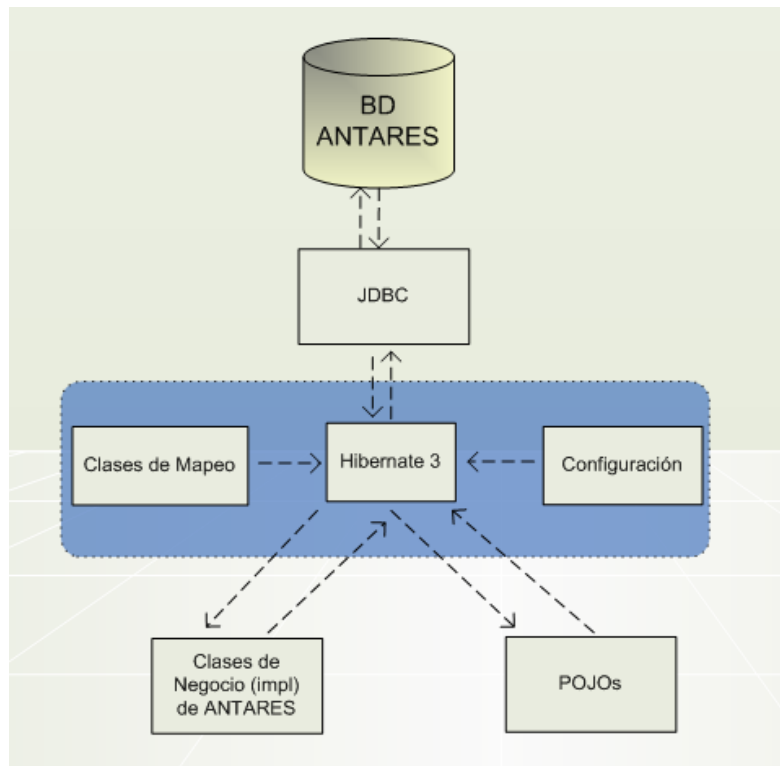 BD
ANTARES
JDBC
Clases de Mapeo
Hibernate 3
Configuración
Clases de
Negocio (impl)
de ANTARES
POJOs